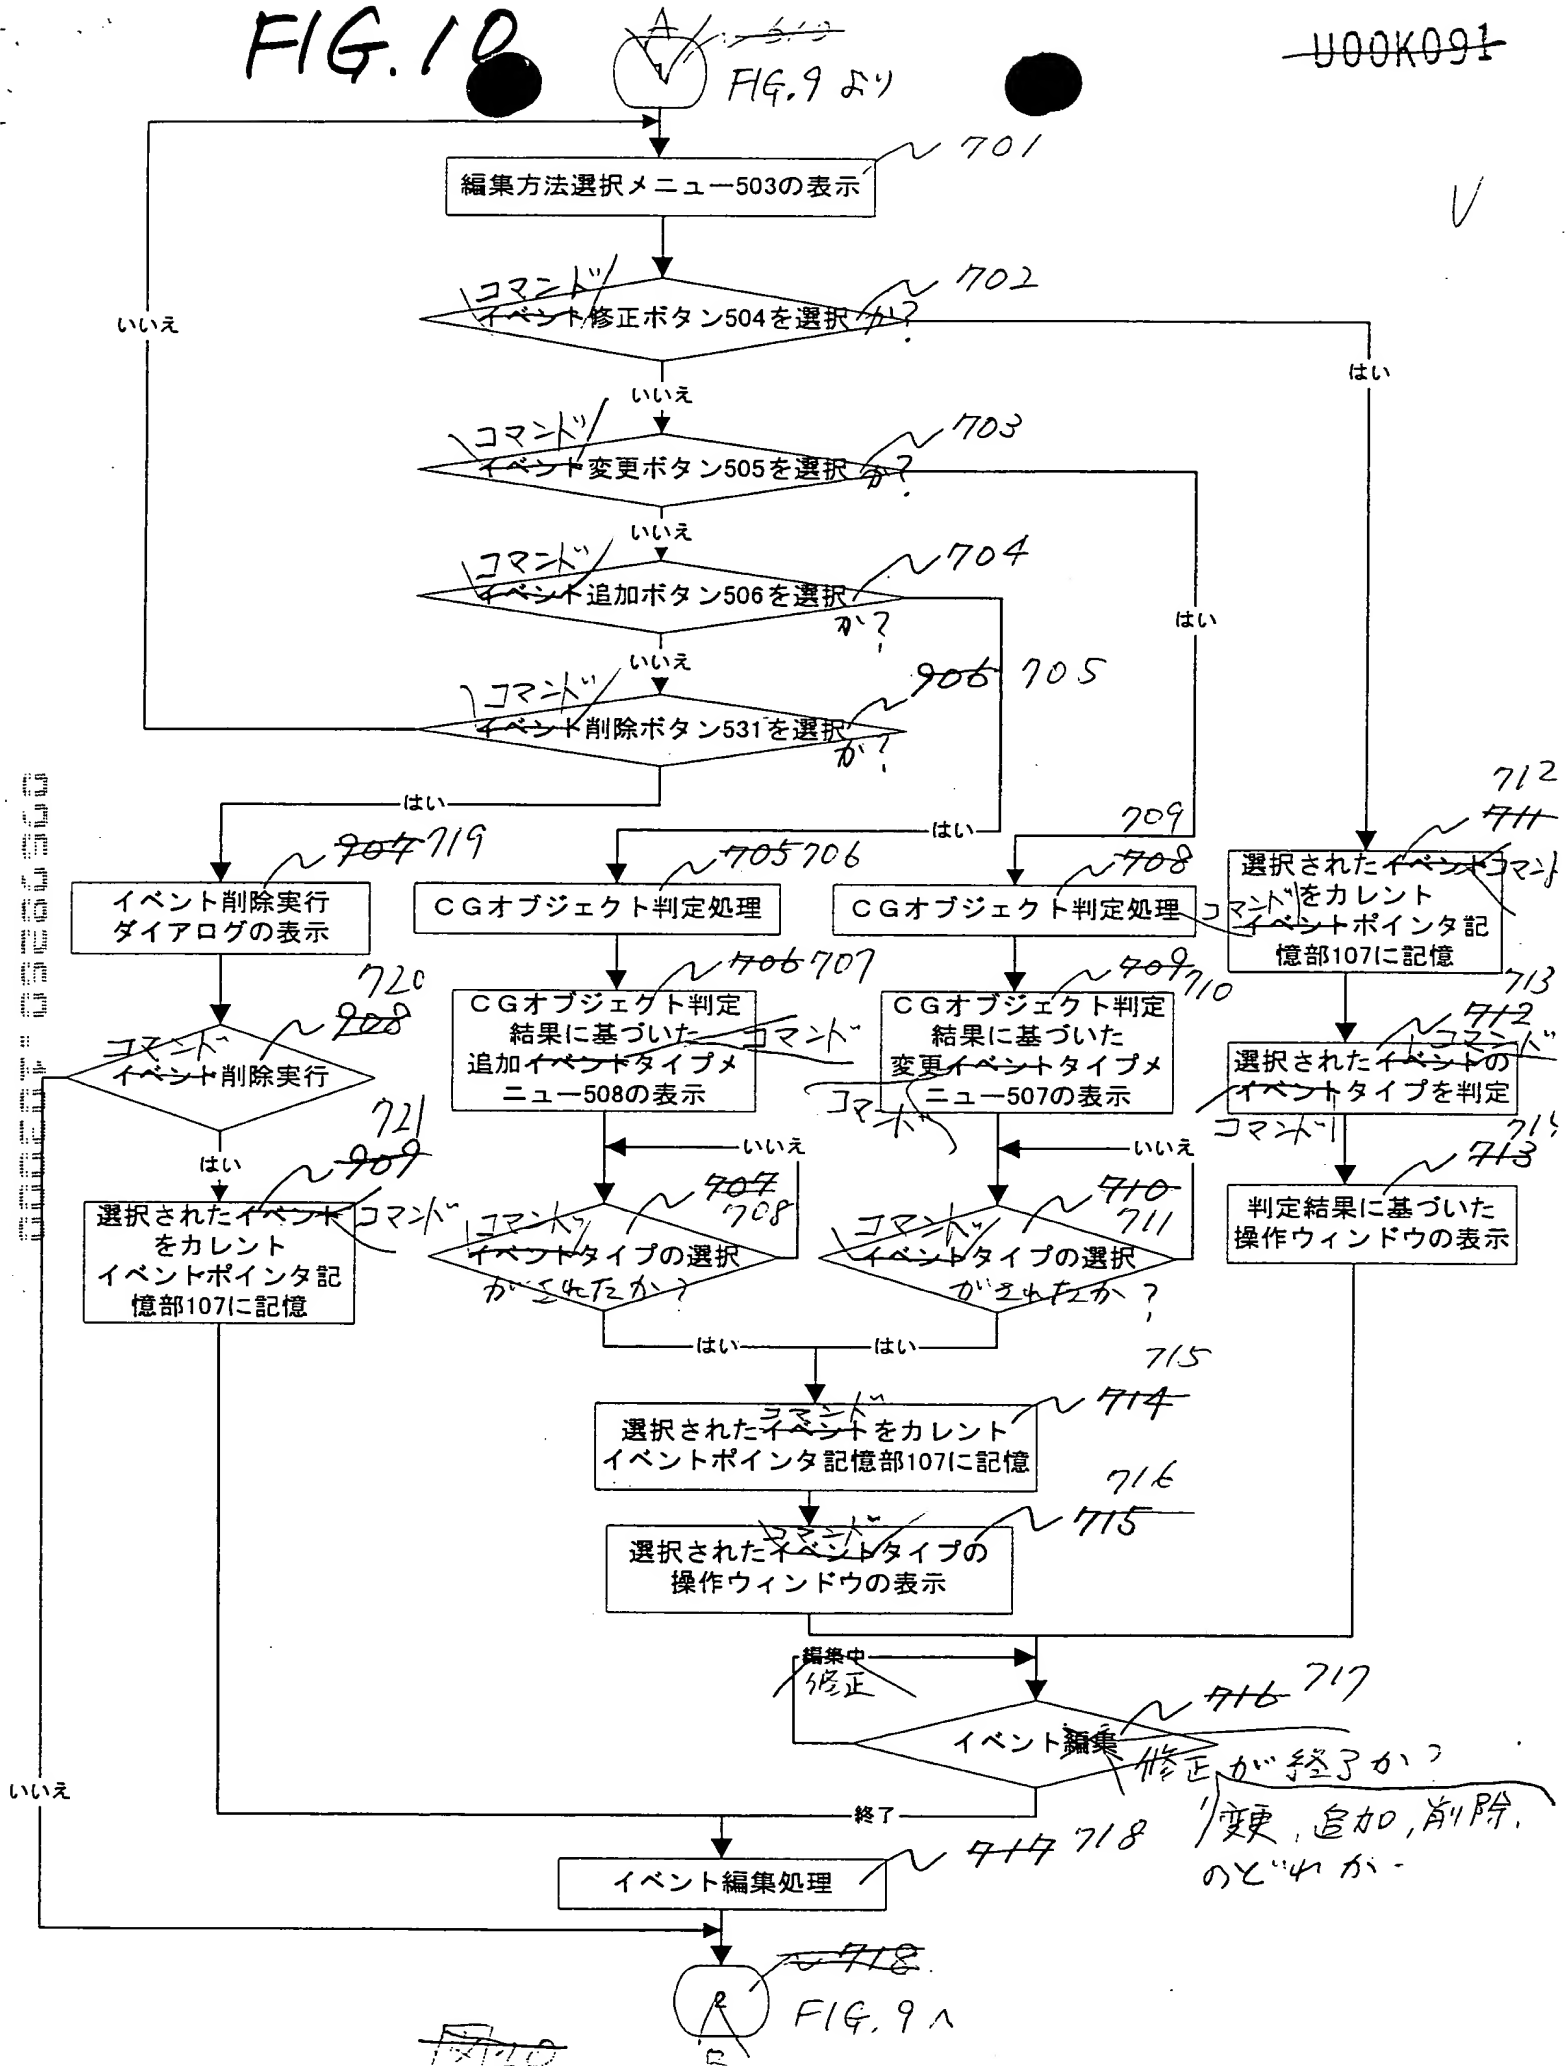 FIG.10
A
610
FIG.9 より
U00K091
701
編集方法選択メニュー503の表示
コマンド
702
イベント修正ボタン504を選択か?
いいえ
はい
いいえ
コマンド
703
イベント変更ボタン505を選択か?
いいえ
コマンド
704
イベント追加ボタン506を選択
か?
はい
いいえ
コマンド
906 705
イベント削除ボタン531を選択
か?
はい
はい
907 719
イベント削除実行
ダイアログの表示
720
908
コマンド
イベント削除実行
721
はい
909
選択されたイベント コマンド
をカレント
イベントポインタ記
憶部107に記憶
705 706
CGオブジェクト判定処理
706 707
CGオブジェクト判定
結果に基づいた
コマンド
追加イベントタイプメ
ニュー508の表示
いいえ
707
708
コマンド
イベントタイプの選択
がされたか?
はい
709
708
CGオブジェクト判定処理
709
710
CGオブジェクト判定
結果に基づいた
変更イベントタイプメ
ニュー507の表示
コマンド
いいえ
710
711
コマンド
イベントタイプの選択
がされたか?
はい
712
711
選択されたイベント コマンド
コマンド
をカレント
イベントポインタ記
憶部107に記憶
713
712
コマンド
選択されたイベントの
イベントタイプを判定
コマンド
713
判定結果に基づいた
操作ウィンドウの表示
715
714
コマンド
選択されたイベントをカレント
イベントポインタ記憶部107に記憶
716
715
コマンド
選択されたイベントタイプの
操作ウィンドウの表示
編集中
修正
716 717
イベント編集
修正が終了か?
変更、追加、削除、
のどれか
いいえ
終了
717 718
イベント編集処理
718
2
B
FIG.9へ
図10